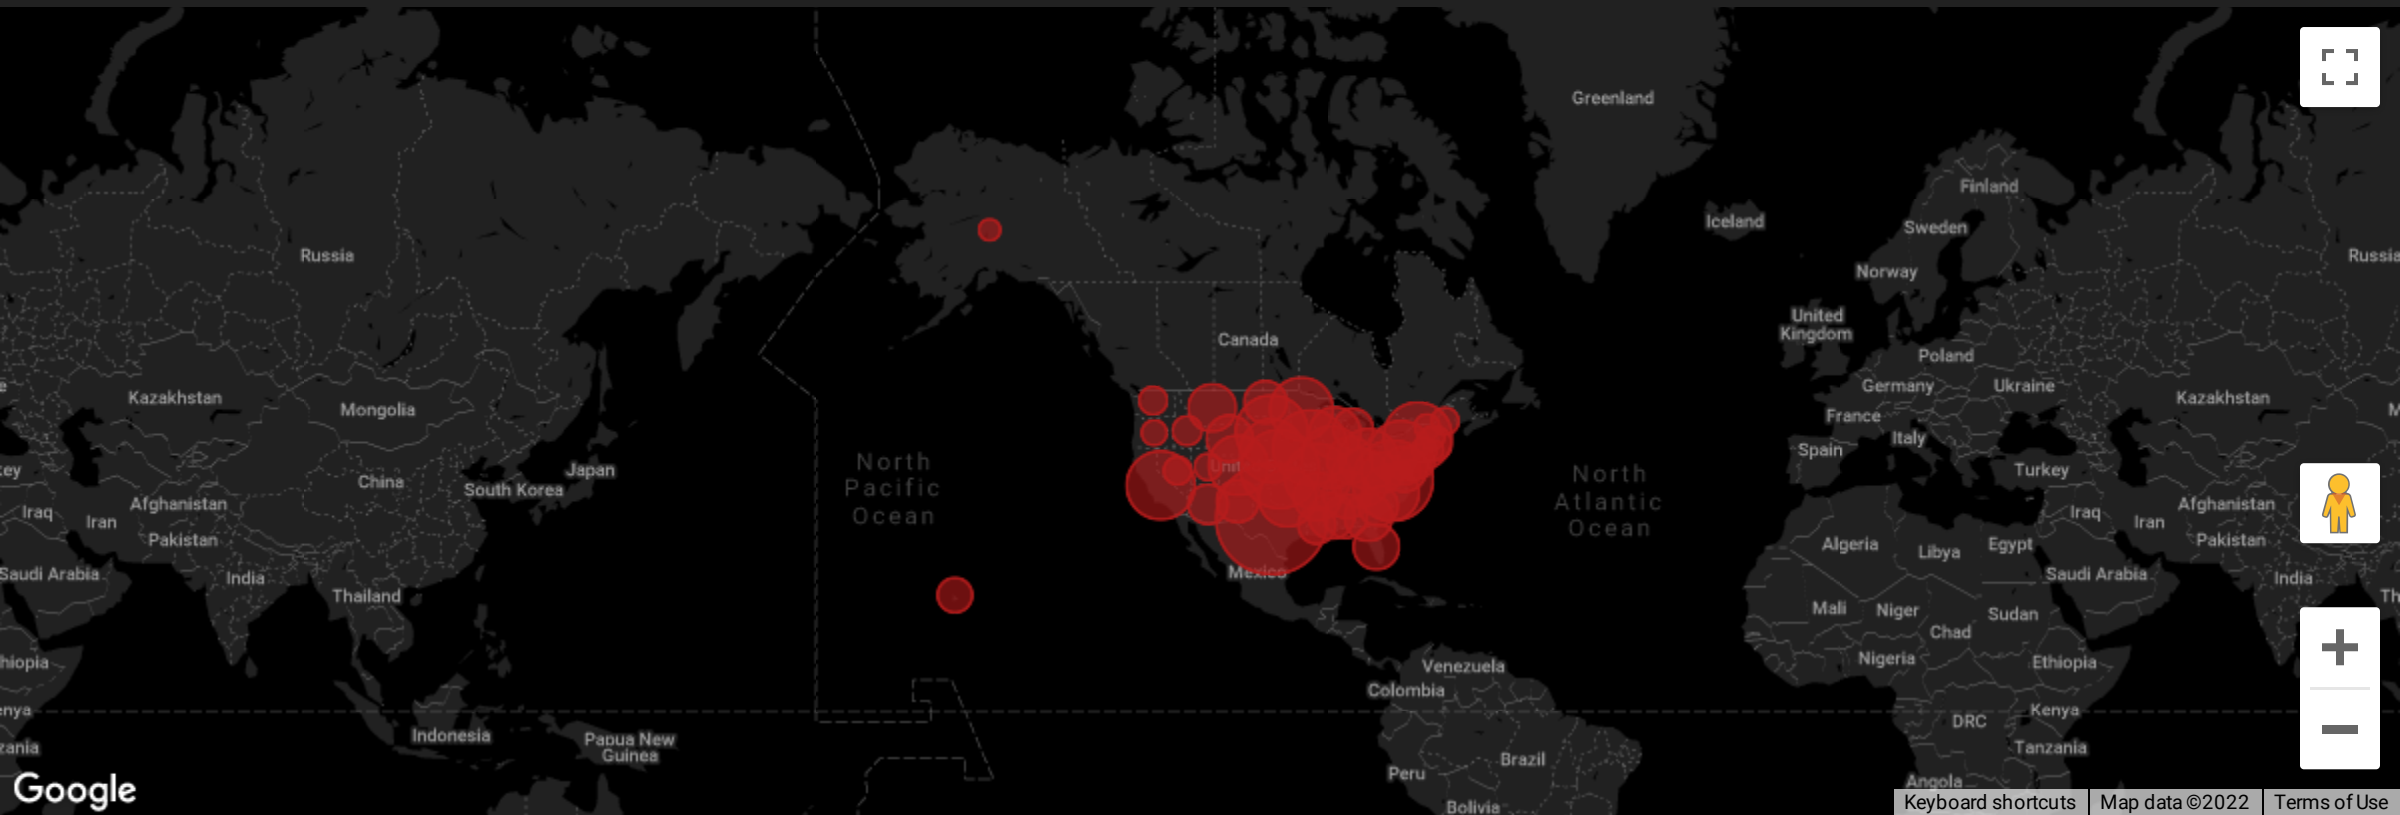 Greenland
Finland
Iceland
Sweden
Russia
Russia
Norway
United
Kingdom
Canada
Poland
Germany
Ukraine
Kazakhstan
Mongolia
France
Kazakhstan
Italy
Spain
North
Pacific
Ocean
Japan
China
South Korea
North
Atlantic
Ocean
Turkey
Afghanistan
Iraq
Iran
Pakistan
Afghanistan
Iraq
Iran
Pakistan
Algeria
Libya
Egypt
Saudi Arabia
India
Thailand
Mexico
Saudi Arabia
India
Mali
Niger
Sudan
Chad
Venezuela
Nigeria
Ethiopia
Colombia
Kenya
DRC
Indonesia
Papua New
Guinea
Tanzania
Brazil
Peru
Angola
Bolivia
Google
Keyboard shortcuts
Map data ©2022
Terms of Use